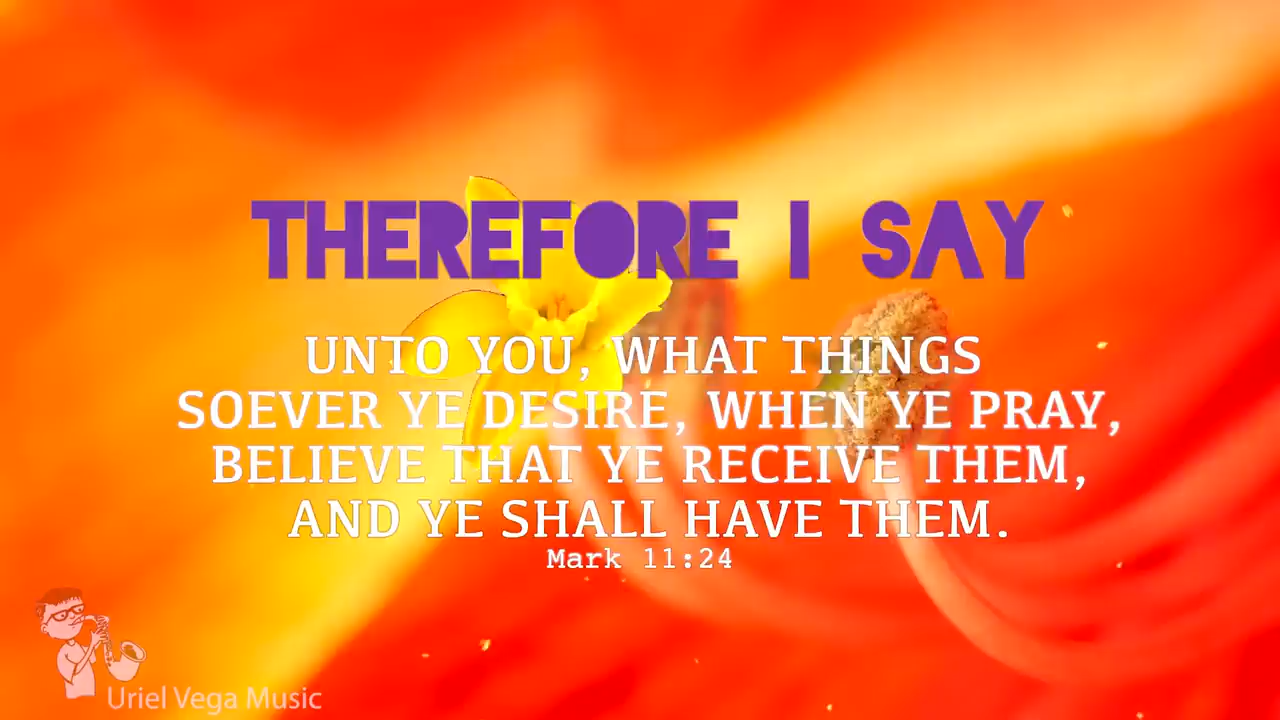 THEREFORE I SAY
UNTO YOU, WHAT THINGS
SOEVER YE DESIRE, WHEN YE PRAY,
BELIEVE THAT YE RECEIVE THEM,
AND YE SHALL HAVE THEM.
Mark 11:24
Uriel Vega Music